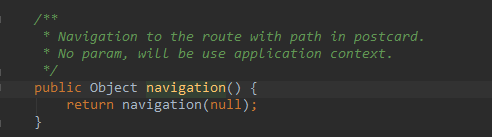 /**
 * Navigation to the route with path in postcard.
 * No param, will be use application context.
 */
public Object navigation() {
    return navigation(null);
}